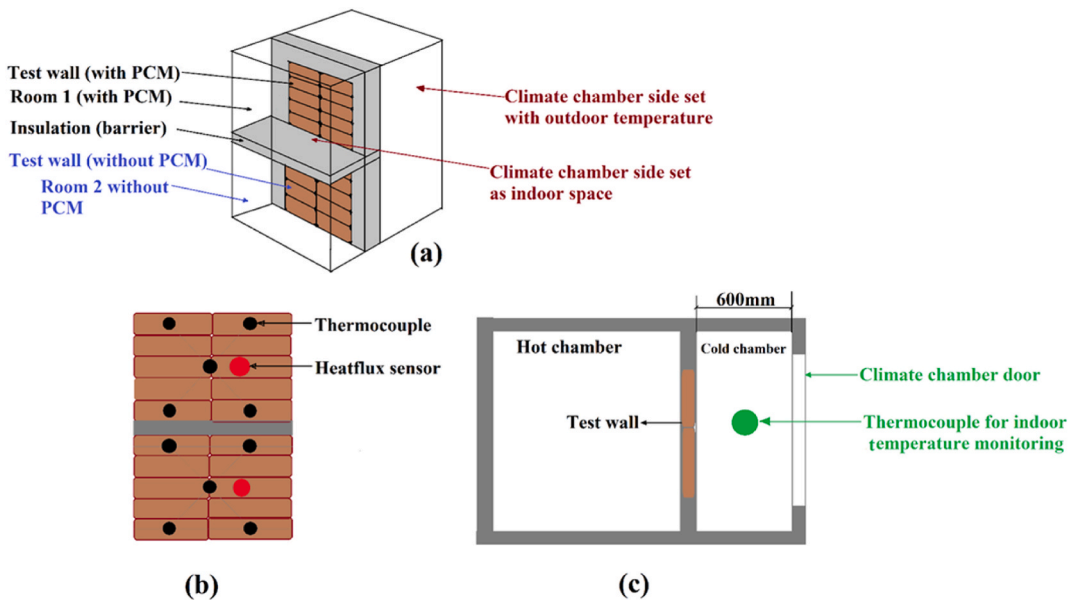 Test wall (with PCM)
Room 1 (with PCM)
Insulation (barrier)
Test wall (without PCM)
Room 2 without
PCM
Climate chamber side set
with outdoor temperature
Climate chamber side set
as indoor space
(a)
Thermocouple
Heatflux sensor
(b)
600mm
Hot chamber
Cold chamber
Test wall
Climate chamber door
Thermocouple for indoor
temperature monitoring
(c)